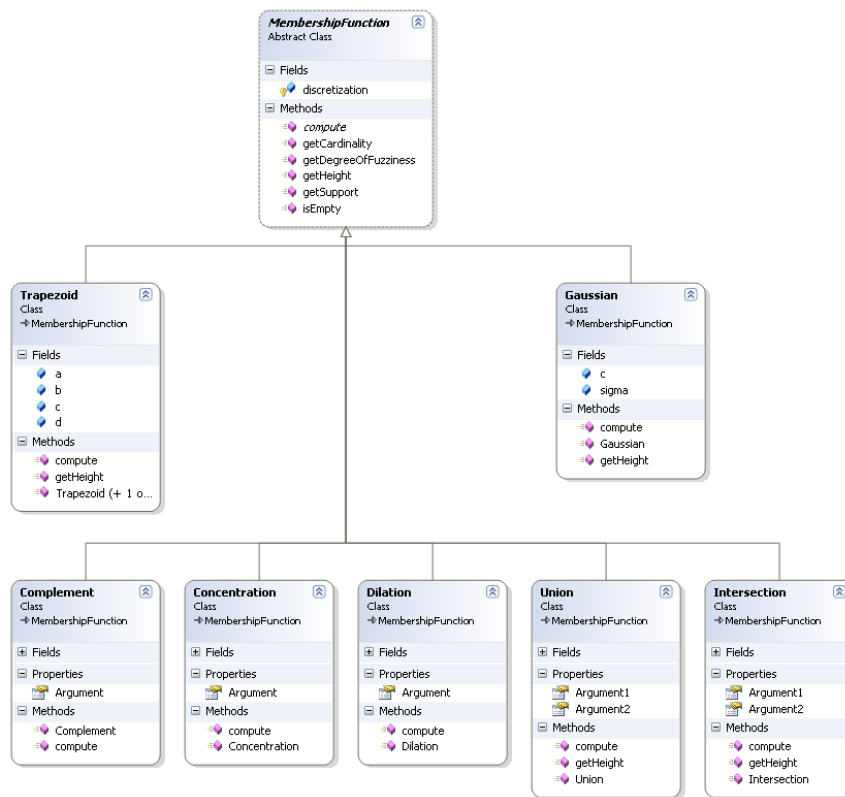 MembershipFunction
Abstract Class
Fields
discretization
Methods
compute
getCardinality
getDegreeOfFuzziness
getHeight
getSupport
isEmpty
Trapezoid
Class
MembershipFunction
Fields
a
b
c
d
Methods
compute
getHeight
Trapezoid (+ 1 o...
Gaussian
Class
MembershipFunction
Fields
c
sigma
Methods
compute
Gaussian
getHeight
Complement
Class
MembershipFunction
Fields
Properties
Argument
Methods
Complement
compute
Concentration
Class
MembershipFunction
Fields
Properties
Argument
Methods
compute
Concentration
Dilation
Class
MembershipFunction
Fields
Properties
Argument
Methods
compute
Dilation
Union
Class
MembershipFunction
Fields
Properties
Argument1
Argument2
Methods
compute
getHeight
Union
Intersection
Class
MembershipFunction
Fields
Properties
Argument1
Argument2
Methods
compute
getHeight
Intersection